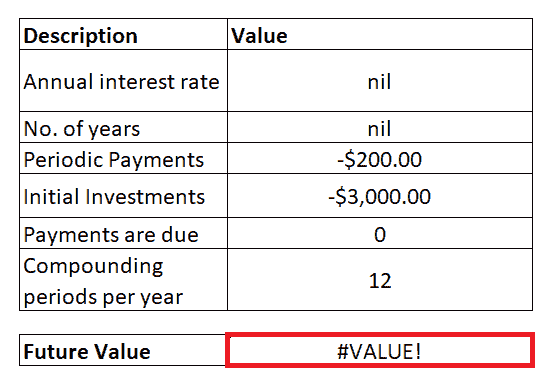 Description Value
Annual interest rate nil
No. of years nil
Periodic Payments -$200.00
Initial Investments -$3,000.00
Payments are due 0
Compounding
periods per year 12
Future Value #VALUE!